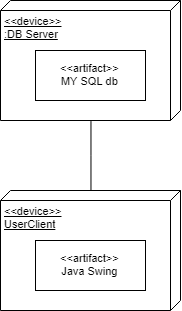 <<device>>
:DB Server
<<artifact>>
MY SQL db
<<device>>
UserClient
<<artifact>>
Java Swing